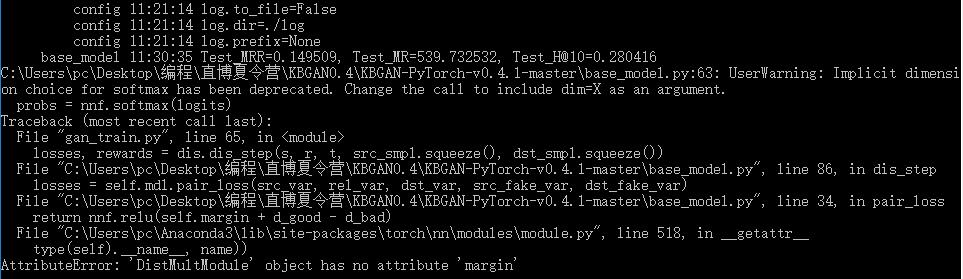 config 11:21:14 log.to_file=False
config 11:21:14 log.dir=./log
config 11:21:14 log.prefix=None
base_model 11:30:35 Test_MRR=0.149509, Test_MR=539.732532, Test_H@10=0.280416
C:\Users\pc\Desktop\编程\直博夏令营\KBGAN0.4\KBGAN-PyTorch-v0.4.1-master\base_model.py:63: UserWarning: Implicit dimensi
on choice for softmax has been deprecated. Change the call to include dim=X as an argument.
probs = nnf.softmax(logits)
Traceback (most recent call last):
File "gan_train.py", line 65, in <module>
losses, rewards = dis.dis_step(s, r, t, src_smpl.squeeze(), dst_smpl.squeeze())
File "C:\Users\pc\Desktop\编程\直博夏令营\KBGAN0.4\KBGAN-PyTorch-v0.4.1-master\base_model.py", line 86, in dis_step
losses = self.mdl.pair_loss(src_var, rel_var, dst_var, src_fake_var, dst_fake_var)
File "C:\Users\pc\Desktop\编程\直博夏令营\KBGAN0.4\KBGAN-PyTorch-v0.4.1-master\base_model.py", line 34, in pair_loss
return nnf.relu(self.margin + d_good - d_bad)
File "C:\Users\pc\Anaconda3\lib\site-packages\torch\nn\modules\module.py", line 518, in __getattr__
type(self).__name__, name))
AttributeError: 'DistMultModule' object has no attribute 'margin'